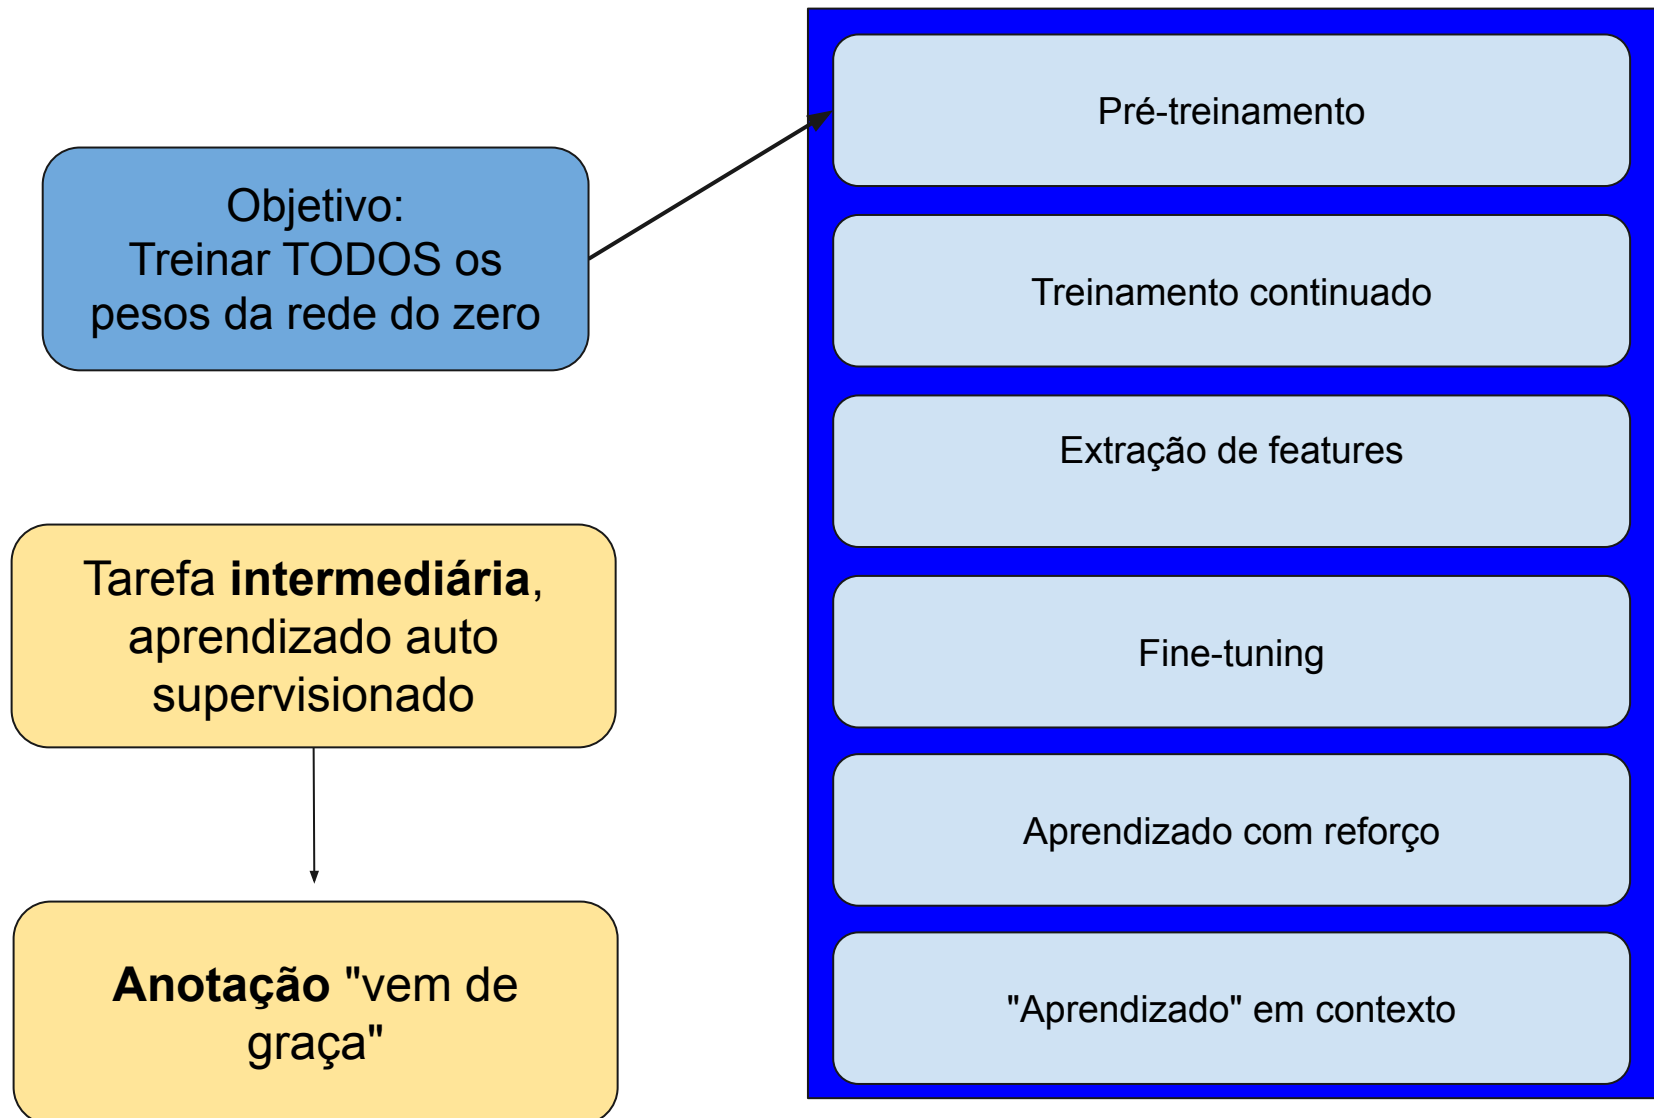 Objetivo:
Treinar TODOS os
pesos da rede do zero
Tarefa intermediária,
aprendizado auto
supervisionado
Anotação "vem de
graça"
Pré-treinamento
Treinamento continuado
Extração de features
Fine-tuning
Aprendizado com reforço
"Aprendizado" em contexto